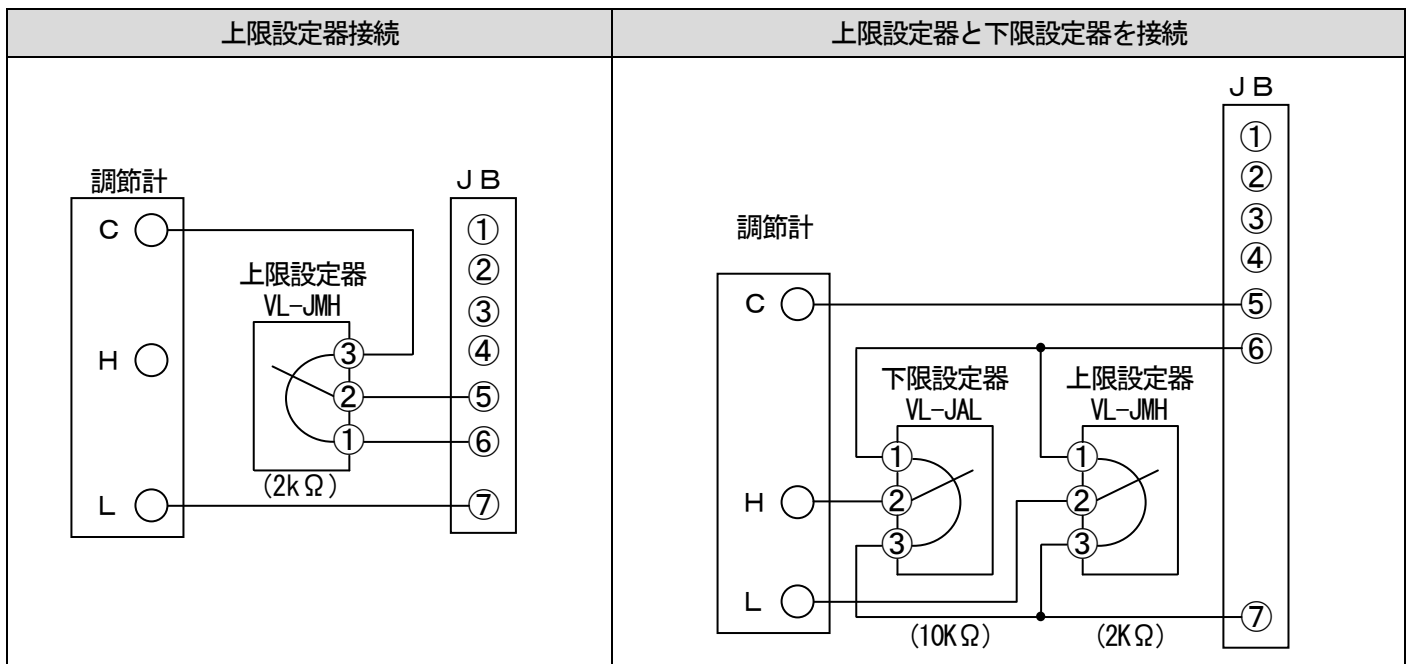 上限設定器接続
調節計
JB
C
①
②
上限設定器
VL-JMH
③
③
H
④
②
⑤
①
⑥
(2kΩ)
L
⑦
上限設定器と下限設定器を接続
JB
①
②
③
調節計
④
C
⑤
⑥
下限設定器
上限設定器
VL-JAL
VL-JMH
①
①
H
②
②
③
③
L
⑦
(10KΩ)
(2KΩ)